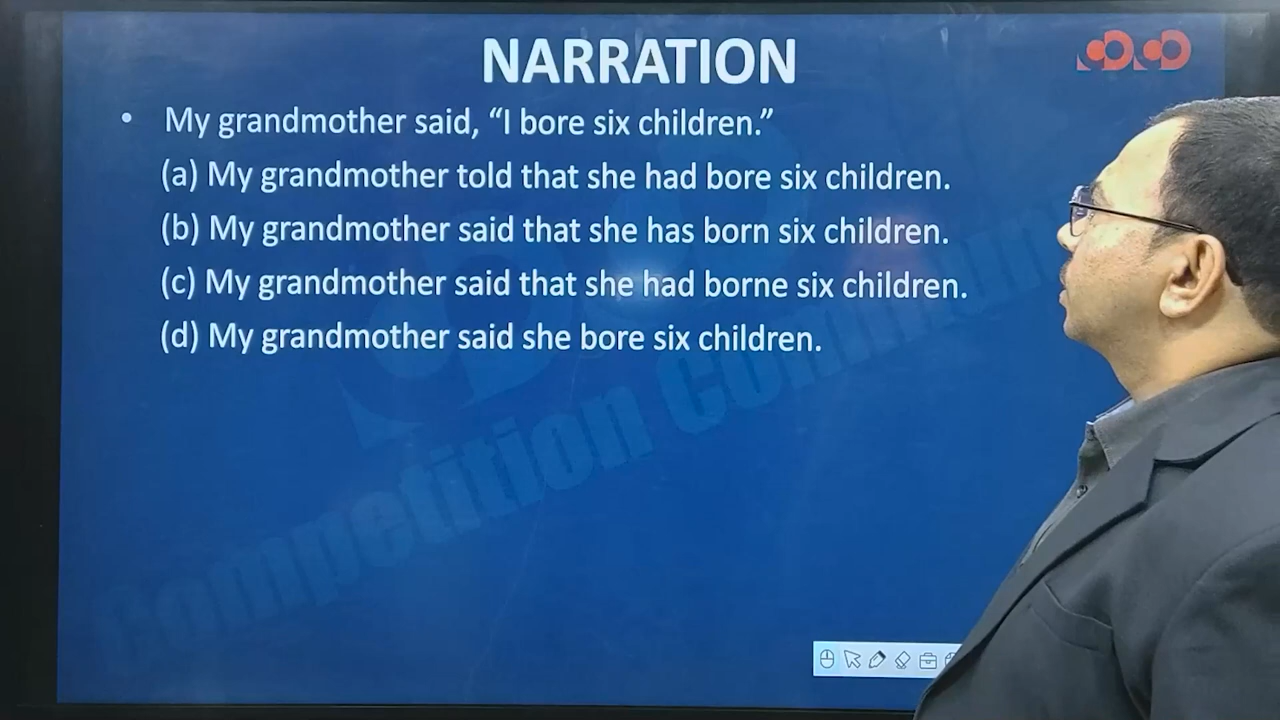 NARRATION
• My grandmother said, “I bore six children.”
(a) My grandmother told that she had bore six children.
(b) My grandmother said that she has born six children.
(c) My grandmother said that she had borne six children.
(d) My grandmother said she bore six children.
Competition Commun